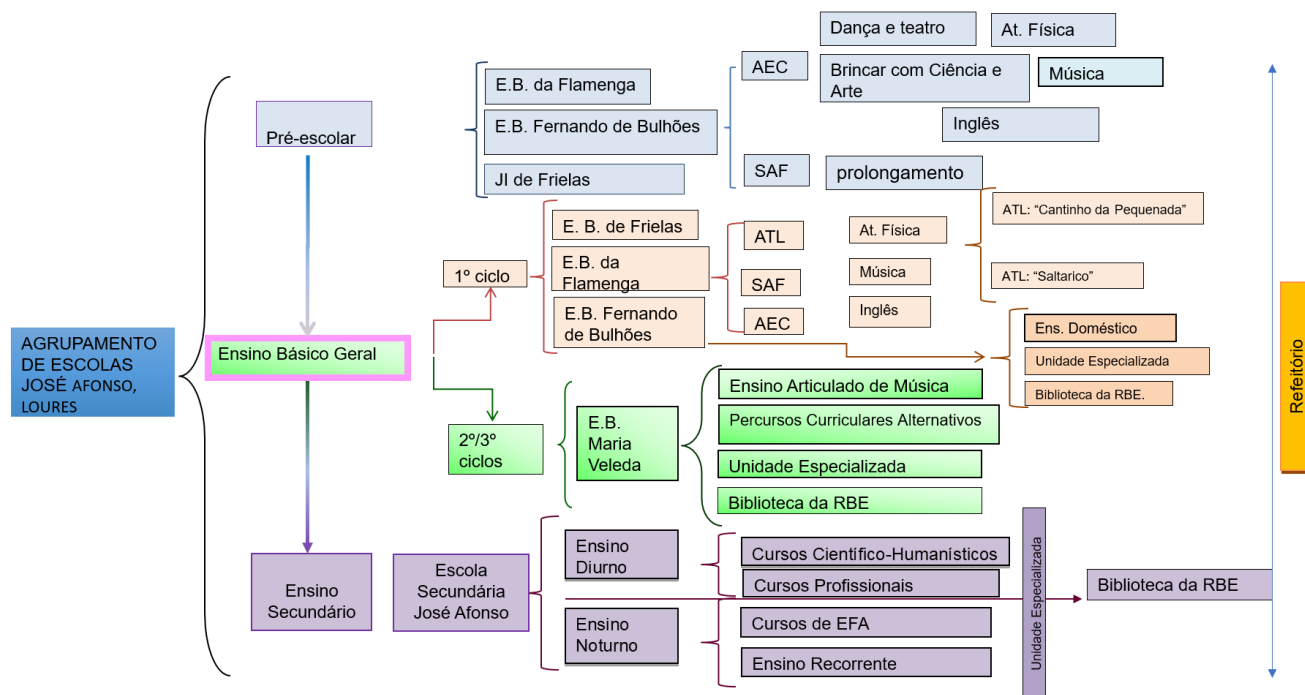 AGRUPAMENTO
DE ESCOLAS
JOSÉ AFONSO,
LOURES
Pré-escolar
Ensino Básico Geral
Ensino
Secundário
E.B. da Flamenga
E.B. Fernando de Bulhões
JI de Frielas
AEC
Dança e teatro
At. Física
Brincar com Ciência e
Arte
Música
Inglês
SAF
prolongamento
1º ciclo
E. B. de Frielas
E.B. da
Flamenga
E.B. Fernando
de Bulhões
ATL
SAF
AEC
At. Física
Música
Inglês
ATL: “Cantinho da Pequenada”
ATL: “Saltarico”
Ens. Doméstico
Unidade Especializada
Biblioteca da RBE.
2º/3º
ciclos
E.B.
Maria
Veleda
Ensino Articulado de Música
Percursos Curriculares Alternativos
Unidade Especializada
Biblioteca da RBE
Escola
Secundária
José Afonso
Ensino
Diurno
Cursos Científico-Humanísticos
Cursos Profissionais
Ensino
Noturno
Cursos de EFA
Ensino Recorrente
Unidade Especializada
Biblioteca da RBE
Refeitório